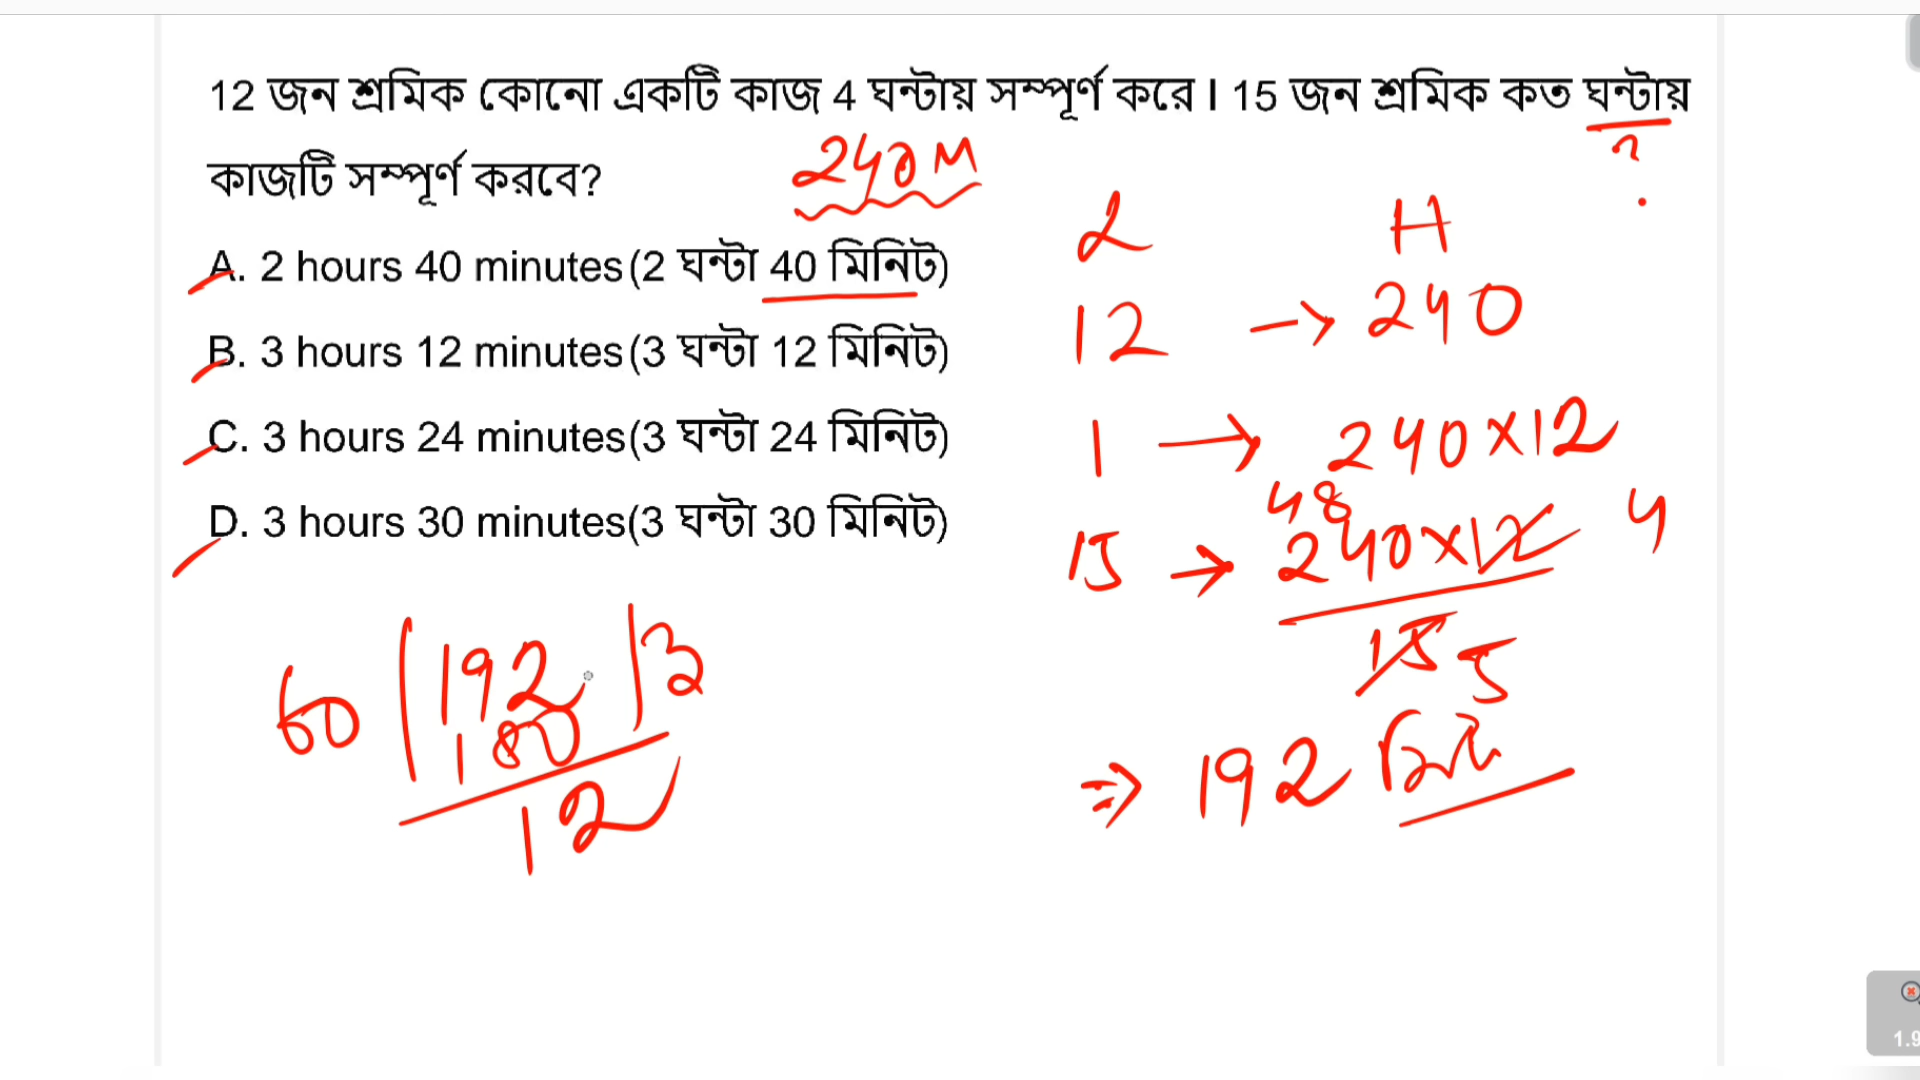 12 জন শ্রমিক কোনো একটি কাজ 4 ঘন্টায় সম্পূর্ণ করে। 15 জন শ্রমিক কত ঘন্টায়
?
কাজটি সম্পূর্ণ করবে?
240 M
A. 2 hours 40 minutes(2 ঘন্টা 40 মিনিট)
B. 3 hours 12 minutes(3 ঘন্টা 12 মিনিট)
C. 3 hours 24 minutes(3 ঘন্টা 24 মিনিট)
D. 3 hours 30 minutes(3 ঘন্টা 30 মিনিট)
H
12 → 240
1 → 240×12
48
15 → 240×12 4
15 5
⇒ 192 মিনি
60 | 192 | 3
180
12